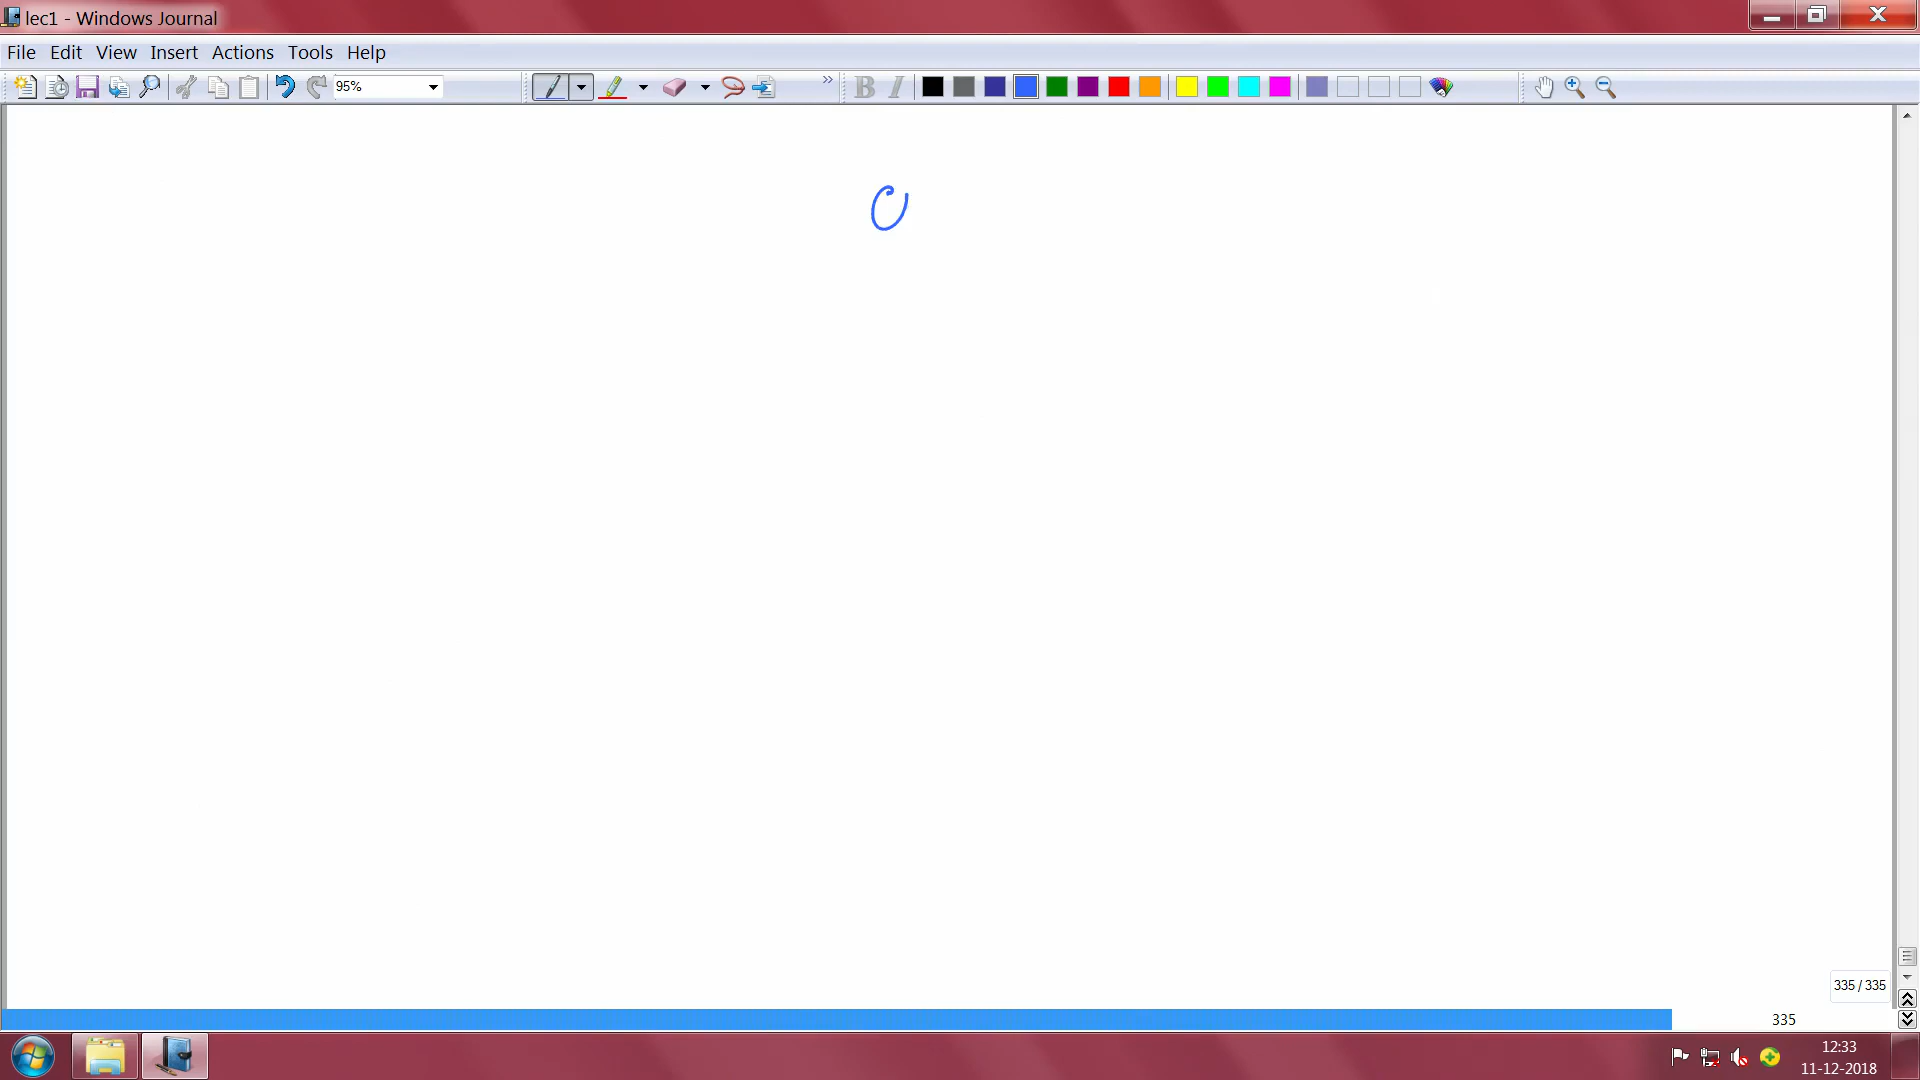 lec1 - Windows Journal
File Edit View Insert Actions Tools Help
95%
B I
335 / 335
335
12:33
11-12-2018